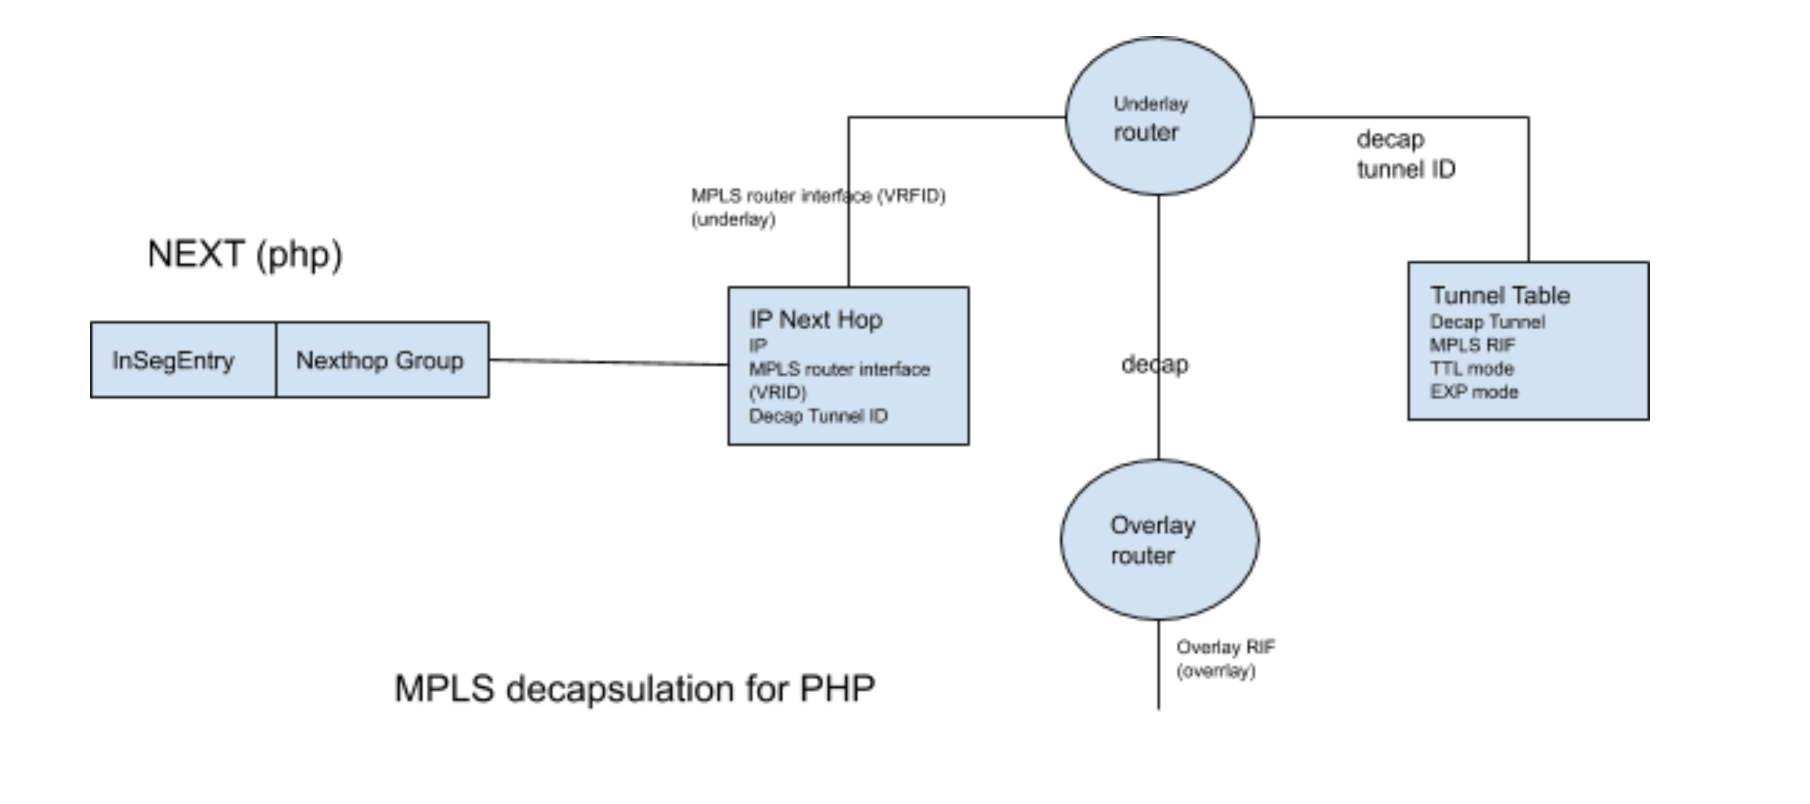 Underlay
router
decap
tunnel ID
MPLS router interface (VRFID)
(underlay)
NEXT (php)
InSegEntry
Nexthop Group
IP Next Hop
IP
MPLS router interface
(VRID)
Decap Tunnel ID
decap
Tunnel Table
Decap Tunnel
MPLS RIF
TTL mode
EXP mode
Overlay
router
Overlay RIF
(overrlay)
MPLS decapsulation for PHP